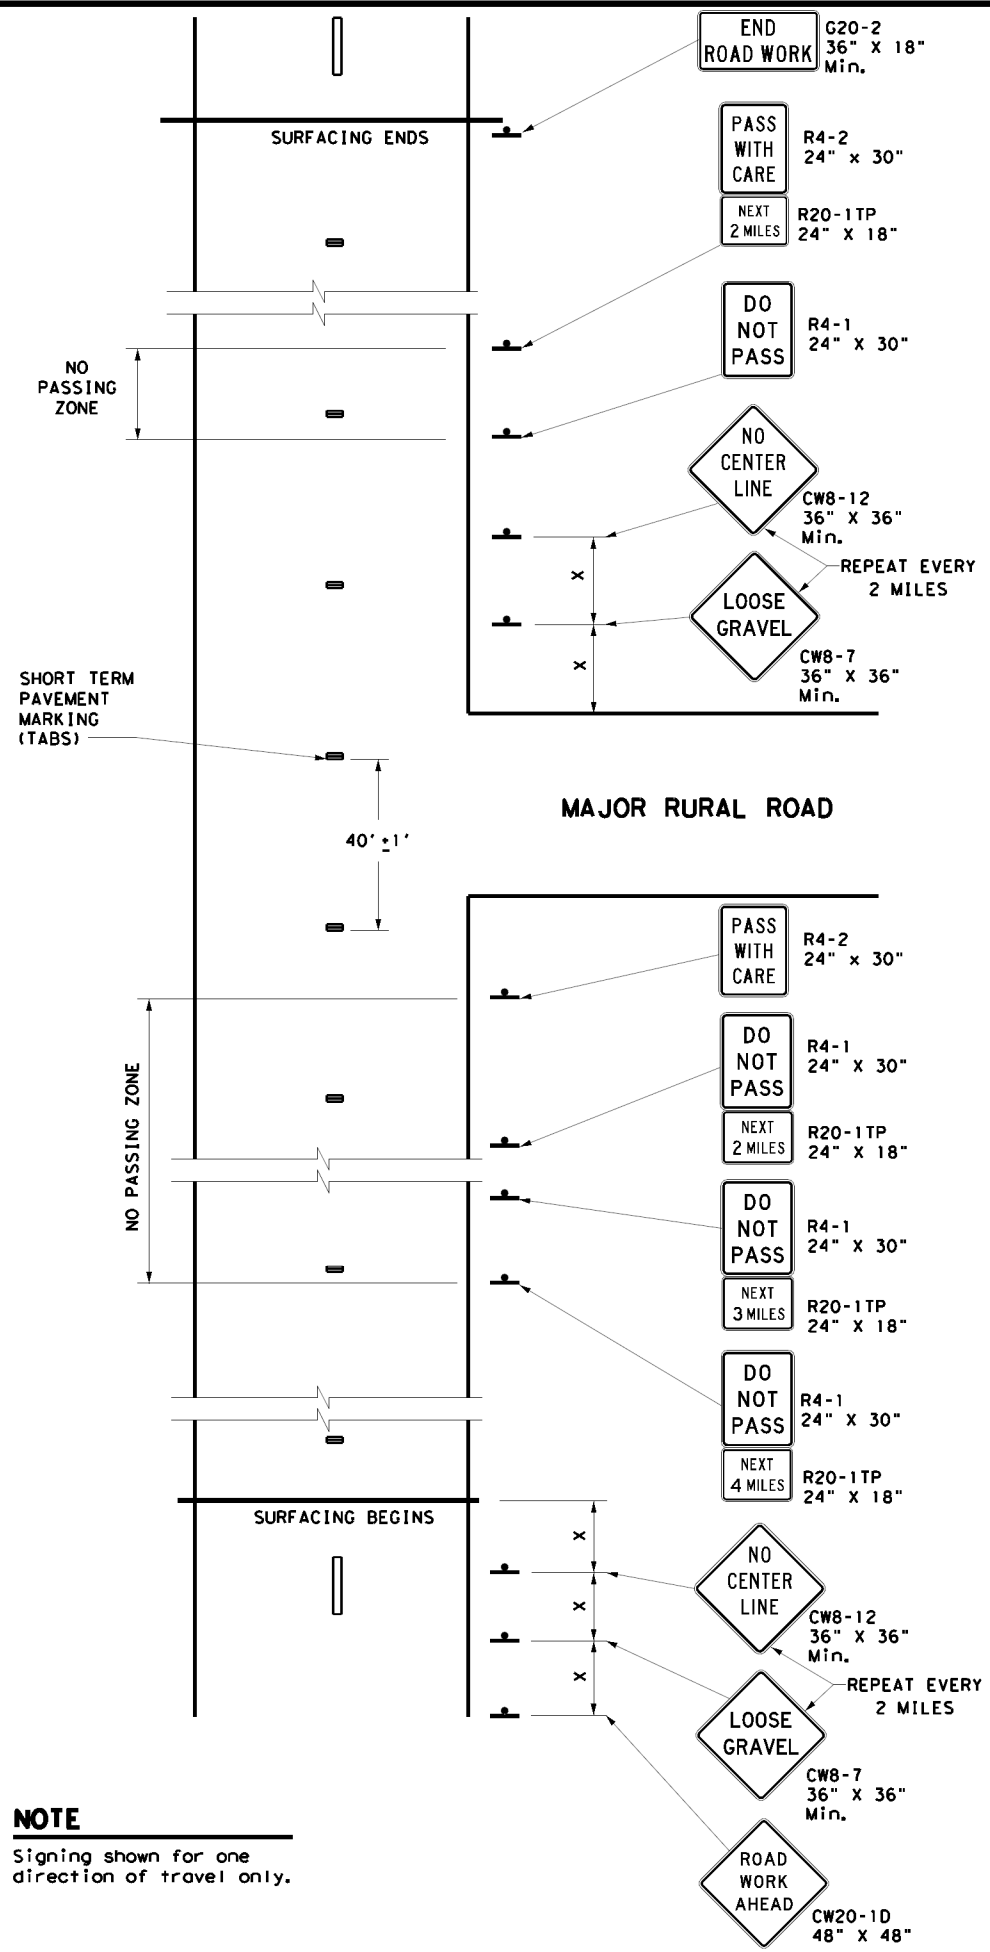 END
ROAD WORK
G20-2
36" X 18"
Min.
SURFACING ENDS
PASS
WITH
CARE
R4-2
24" x 30"
NEXT
2 MILES
R20-1TP
24" X 18"
DO
NOT
PASS
R4-1
24" X 30"
NO
PASSING
ZONE
NO
CENTER
LINE
CW8-12
36" X 36"
Min.
X
REPEAT EVERY
2 MILES
LOOSE
GRAVEL
CW8-7
36" X 36"
Min.
X
SHORT TERM
PAVEMENT
MARKING
(TABS)
40' ±1'
MAJOR RURAL ROAD
PASS
WITH
CARE
R4-2
24" x 30"
DO
NOT
PASS
R4-1
24" X 30"
NEXT
2 MILES
R20-1TP
24" X 18"
NO PASSING ZONE
DO
NOT
PASS
R4-1
24" X 30"
NEXT
3 MILES
R20-1TP
24" X 18"
DO
NOT
PASS
R4-1
24" X 30"
NEXT
4 MILES
R20-1TP
24" X 18"
SURFACING BEGINS
X
NO
CENTER
LINE
CW8-12
36" X 36"
Min.
X
REPEAT EVERY
2 MILES
X
LOOSE
GRAVEL
CW8-7
36" X 36"
Min.
ROAD
WORK
AHEAD
CW20-1D
48" X 48"
NOTE
Signing shown for one
direction of travel only.